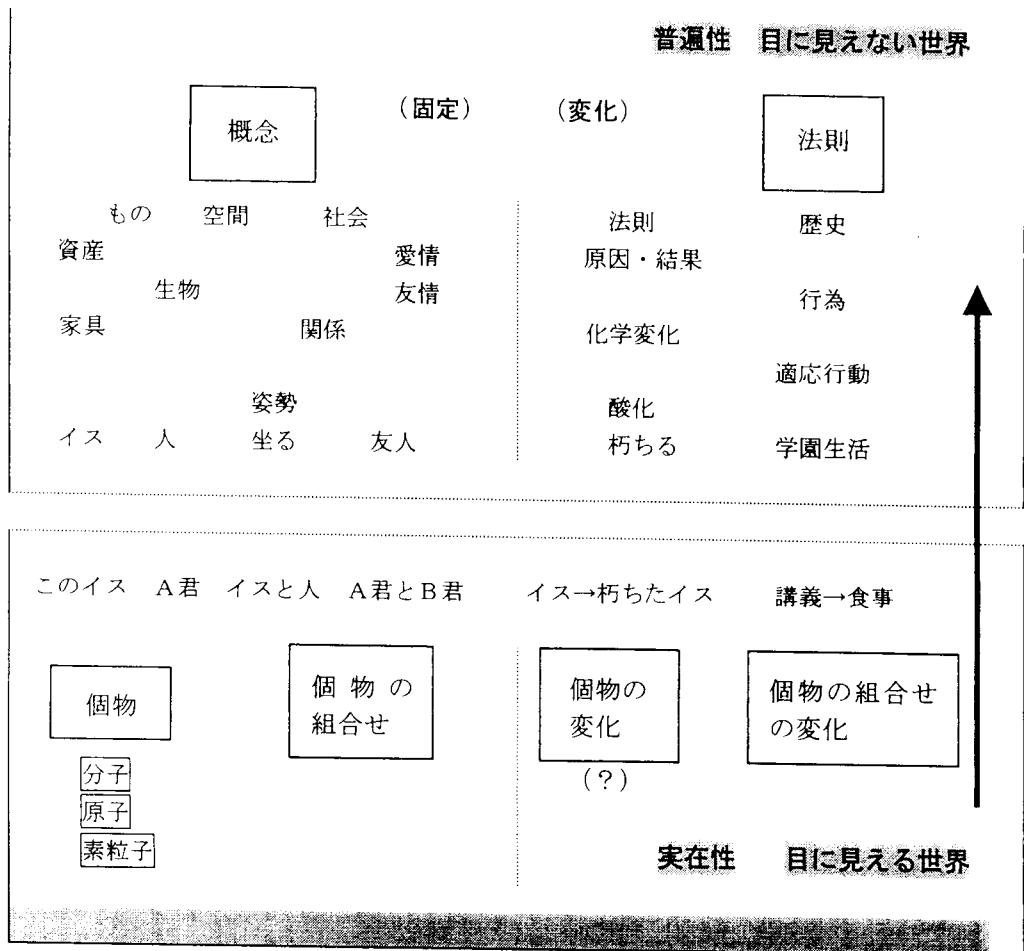 普遍性　目に見えない世界
概念　（固定）　（変化）　法則
もの　空間　社会　法則　歴史
資産　愛情　原因・結果
生物　友情　行為
家具　関係　化学変化
適応行動
姿勢　酸化
イス　人　坐る　友人　朽ちる　学園生活
このイス　A君　イスと人　A君とB君　イス→朽ちたイス　講義→食事
個物
個物の
組合せ
個物の
変化
個物の組合せ
の変化
（？）
分子
原子
素粒子
実在性　目に見える世界